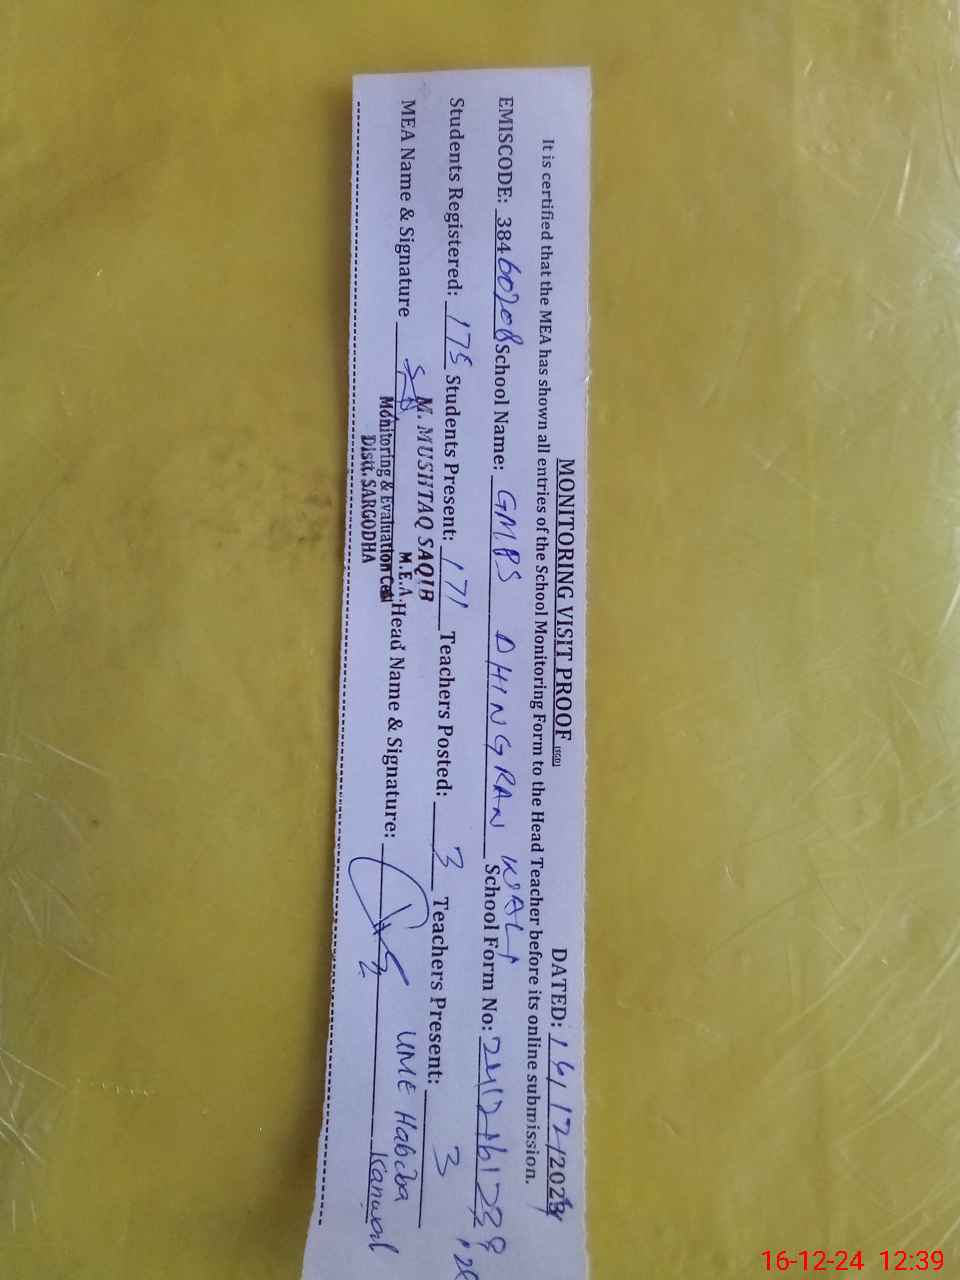 MONITORING VISIT PROOF (SGD) DATED: 16/12/2024
It is certified that the MEA has shown all entries of the School Monitoring Form to the Head Teacher before its online submission.
EMISCODE: 38460208 School Name: GMPS DHINGRAN WALI School Form No:
Students Registered: 175 Students Present: 171 Teachers Posted: 3 Teachers Present: 3
M. MUSHTAQ SAQIB
M.E.A.
MEA Name & Signature Head Name & Signature: UME Habiba Kanwal
Monitoring & Evaluation Cell
Distt. SARGODHA
16-12-24 12:39